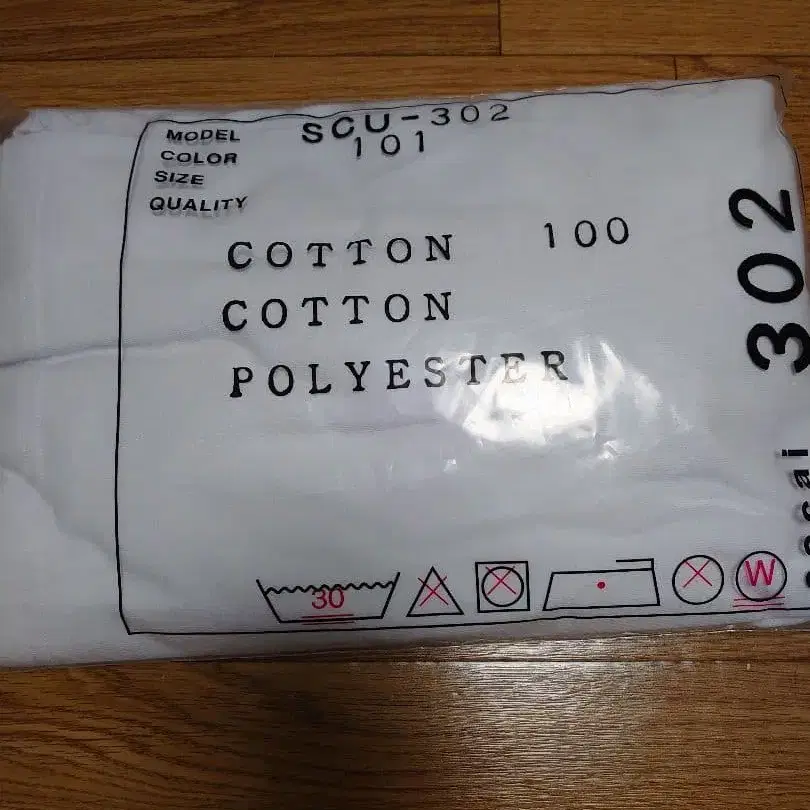 MODEL SCU-302
COLOR 101
SIZE
QUALITY
COTTON 100
COTTON
POLYESTER
30
W
302